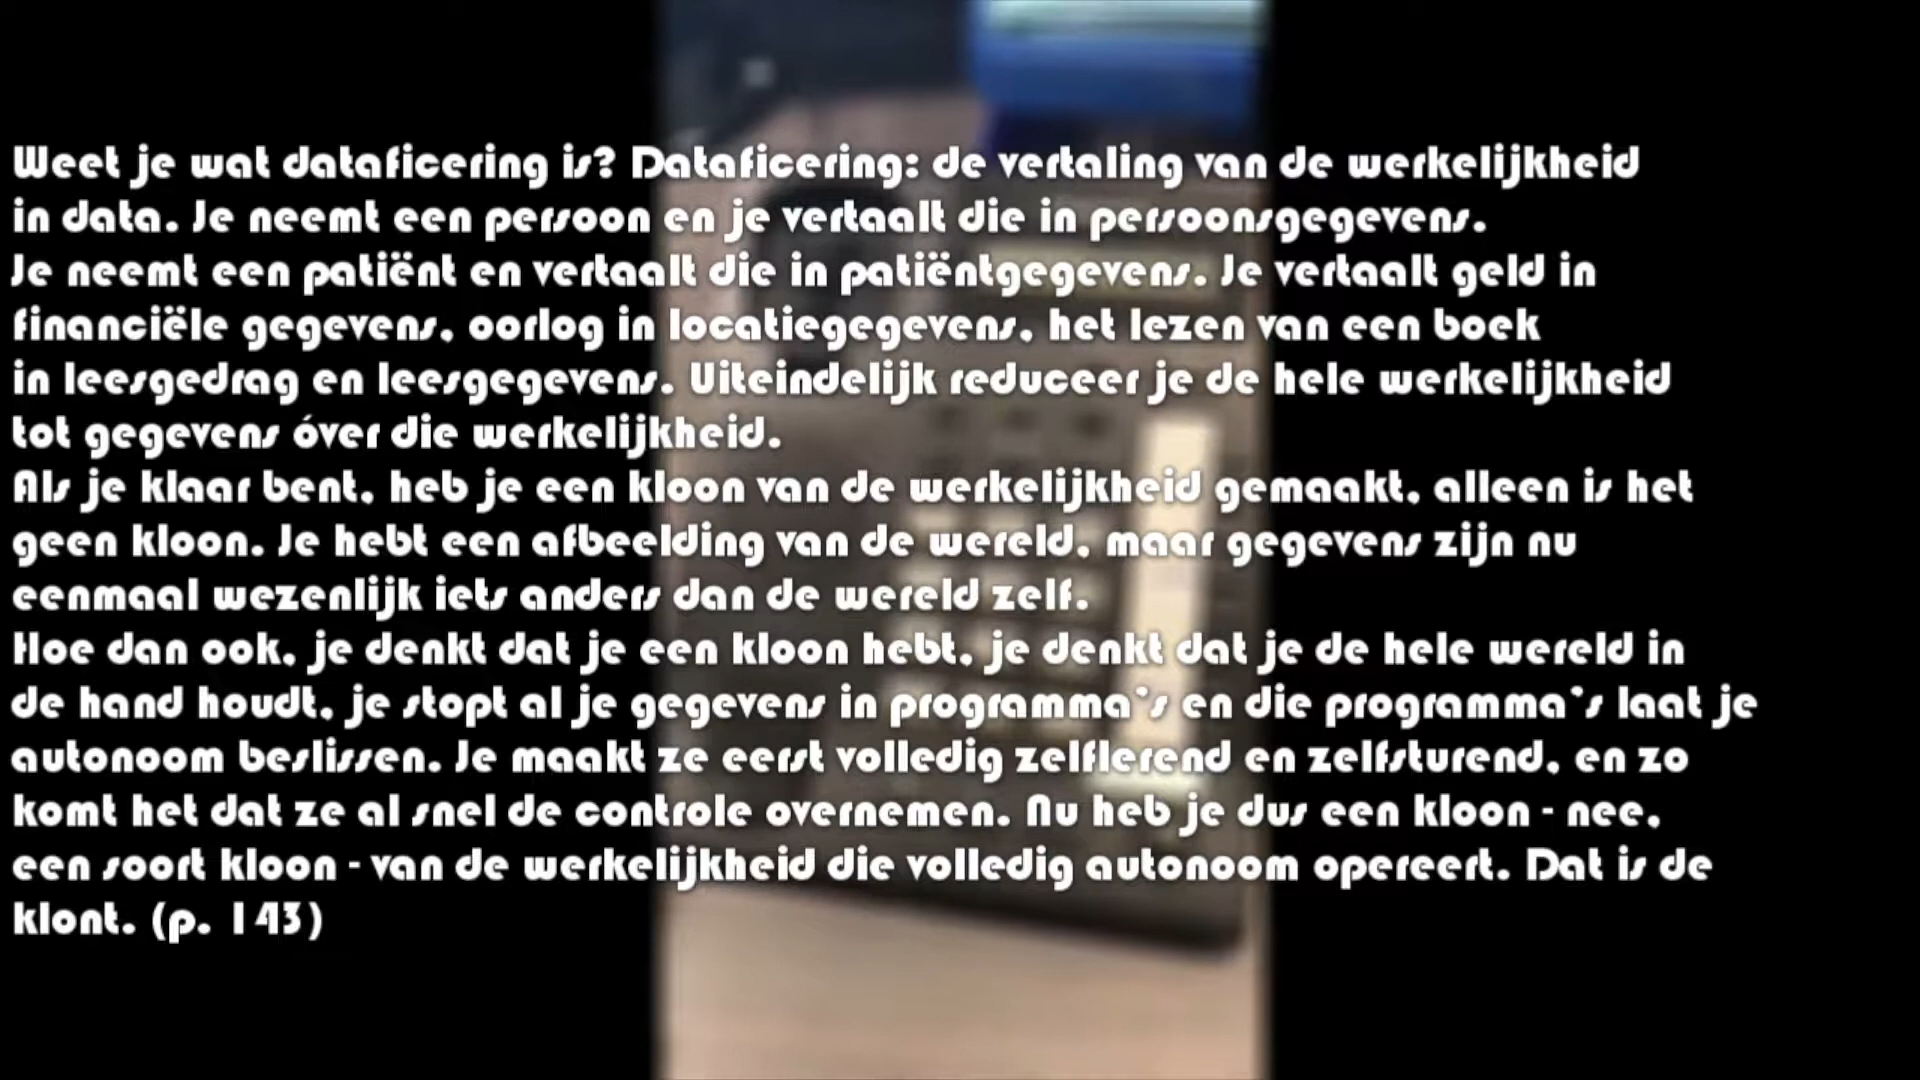 Weet je wat dataficering is? Dataficering: de vertaling van de werkelijkheid
in data. Je neemt een persoon en je vertaalt die in persoonsgegevens.
Je neemt een patiënt en vertaalt die in patiëntgegevens. Je vertaalt geld in
financiële gegevens, oorlog in locatiegegevens, het lezen van een boek
in leesgedrag en leesgegevens. Uiteindelijk reduceer je de hele werkelijkheid
tot gegevens óver die werkelijkheid.
Als je klaar bent, heb je een kloon van de werkelijkheid gemaakt, alleen is het
geen kloon. Je hebt een afbeelding van de wereld, maar gegevens zijn nu
eenmaal wezenlijk iets anders dan de wereld zelf.
Hoe dan ook, je denkt dat je een kloon hebt, je denkt dat je de hele wereld in
de hand houdt, je stopt al je gegevens in programma's en die programma's laat je
autonoom beslissen. Je maakt ze eerst volledig zelflerend en zelfsturend, en zo
komt het dat ze al snel de controle overnemen. Nu heb je dus een kloon - nee,
een soort kloon - van de werkelijkheid die volledig autonoom opereert. Dat is de
klont. (p. 143)